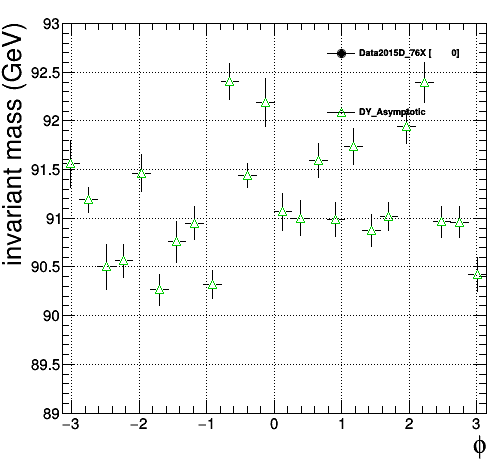 invariant mass (GeV)
93
92.5
92
91.5
91
90.5
90
89.5
89
Data2015D_76X [ 0]
DY_Asymptotic
−3 −2 −1 0 1 2 3
ϕ